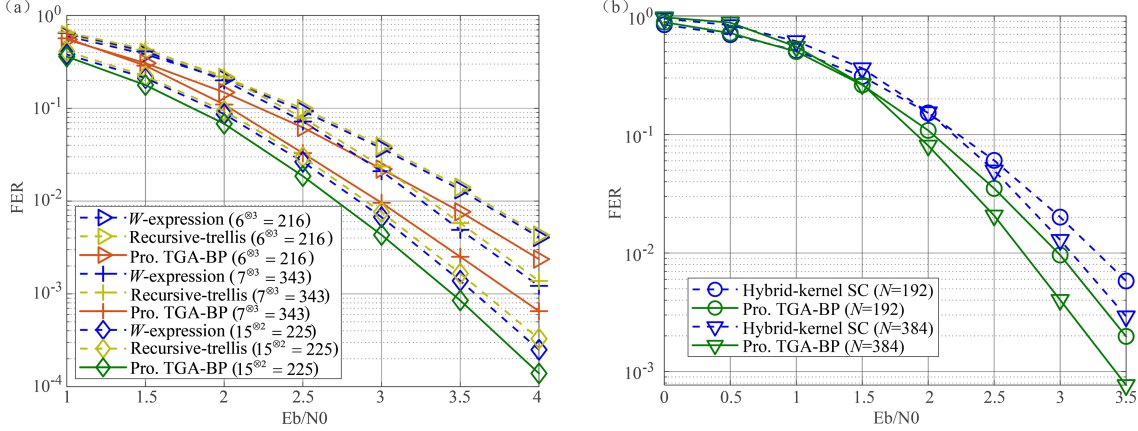 (a)
10^0
10^-1
10^-2
10^-3
10^-4
FER
W-expression (6^⊗3 = 216)
Recursive-trellis (6^⊗3 = 216)
Pro. TGA-BP (6^⊗3 = 216)
W-expression (7^⊗3 = 343)
Recursive-trellis (7^⊗3 = 343)
Pro. TGA-BP (7^⊗3 = 343)
W-expression (15^⊗2 = 225)
Recursive-trellis (15^⊗2 = 225)
Pro. TGA-BP (15^⊗2 = 225)
1 1.5 2 2.5 3 3.5 4
Eb/N0
(b)
10^0
10^-1
10^-2
10^-3
FER
Hybrid-kernel SC (N=192)
Pro. TGA-BP (N=192)
Hybrid-kernel SC (N=384)
Pro. TGA-BP (N=384)
0 0.5 1 1.5 2 2.5 3 3.5
Eb/N0